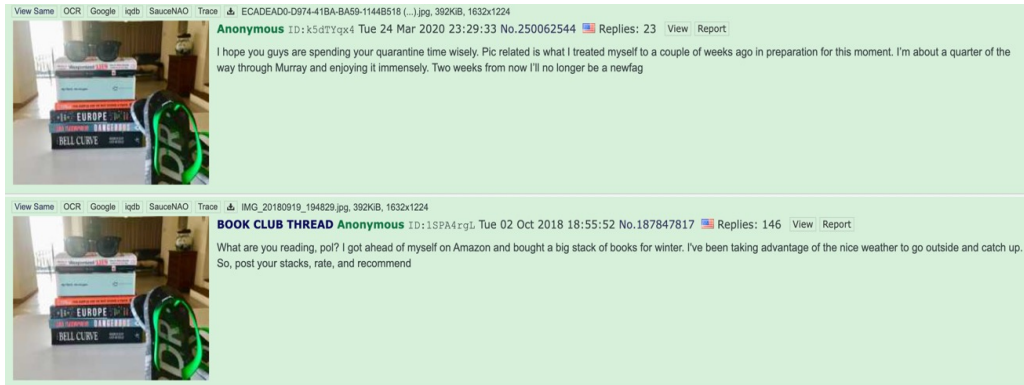 View Same OCR Google iqdb SauceNAO Trace ECADEAD0-D974-41BA-BA59-1144B518 (...).jpg, 392KiB, 1632x1224
Anonymous ID:k5dTYqx4 Tue 24 Mar 2020 23:29:33 No.250062544 Replies: 23 View Report
I hope you guys are spending your quarantine time wisely. Pic related is what I treated myself to a couple of weeks ago in preparation for this moment. I'm about a quarter of the
way through Murray and enjoying it immensely. Two weeks from now I'll no longer be a newfag
EUROPE
DANGEROUS
BELL CURVE
DR
View Same OCR Google iqdb SauceNAO Trace IMG_20180919_194829.jpg, 392KiB, 1632x1224
BOOK CLUB THREAD Anonymous ID:1SPA4rgL Tue 02 Oct 2018 18:55:52 No.187847817 Replies: 146 View Report
What are you reading, pol? I got ahead of myself on Amazon and bought a big stack of books for winter. I've been taking advantage of the nice weather to go outside and catch up.
So, post your stacks, rate, and recommend
EUROPE
DANGEROUS
BELL CURVE
DR